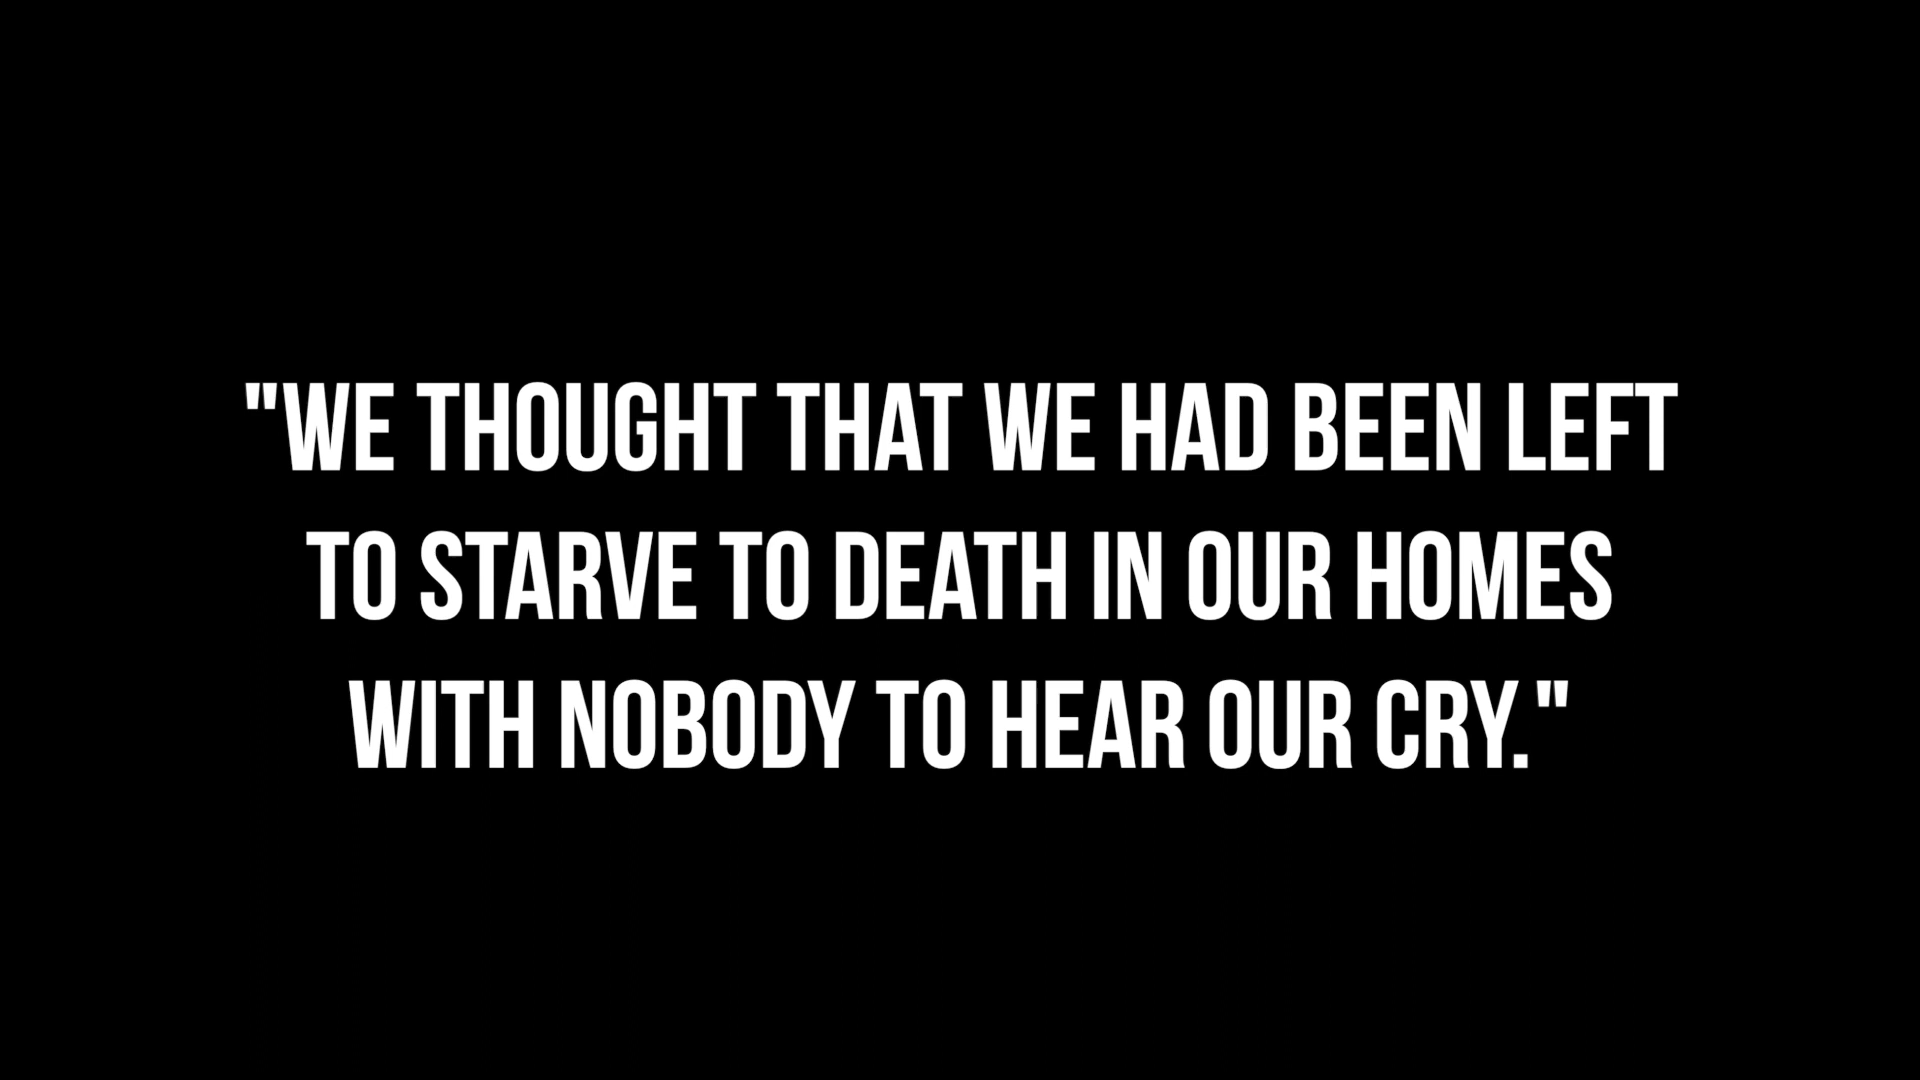 "WE THOUGHT THAT WE HAD BEEN LEFT
TO STARVE TO DEATH IN OUR HOMES
WITH NOBODY TO HEAR OUR CRY."